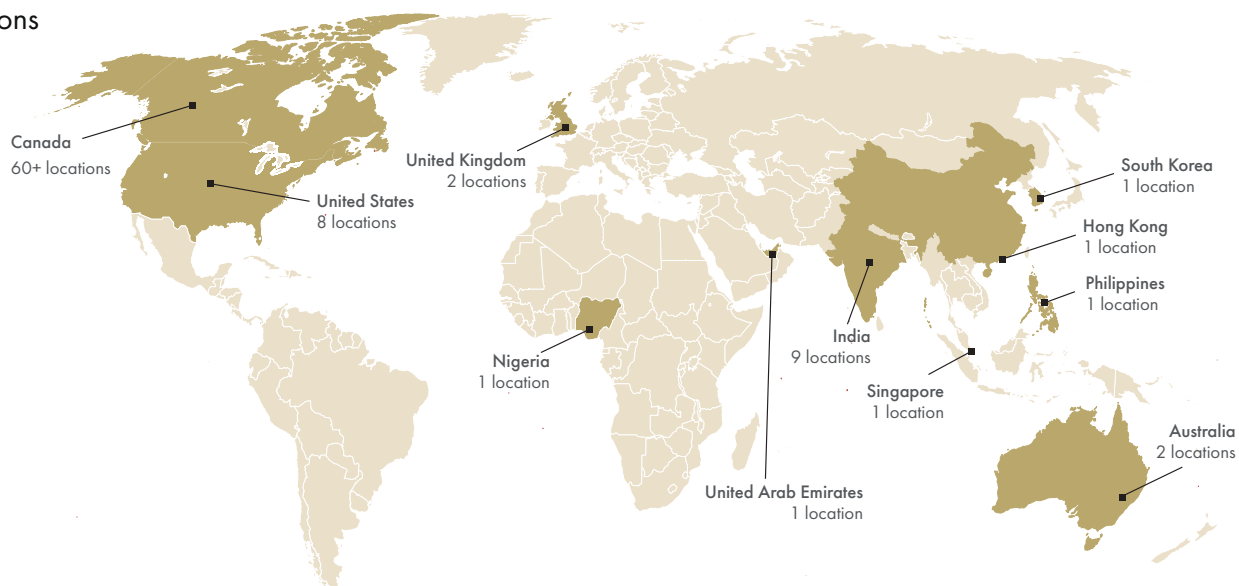 ons
Canada
60+ locations
United States
8 locations
United Kingdom
2 locations
Nigeria
1 location
United Arab Emirates
1 location
India
9 locations
Singapore
1 location
South Korea
1 location
Hong Kong
1 location
Philippines
1 location
Australia
2 locations